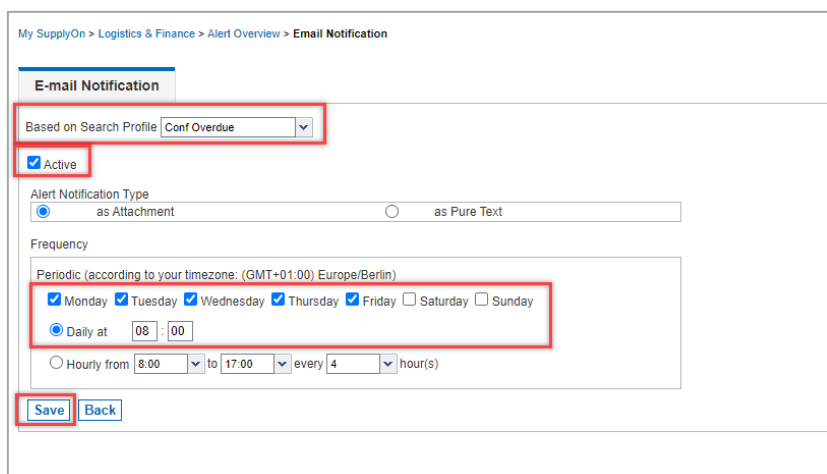 My SupplyOn > Logistics & Finance > Alert Overview > Email Notification
E-mail Notification
Based on Search Profile Conf Overdue
Active
Alert Notification Type
as Attachment as Pure Text
Frequency
Periodic (according to your timezone: (GMT+01:00) Europe/Berlin)
Monday Tuesday Wednesday Thursday Friday Saturday Sunday
Daily at 08 : 00
Hourly from 8:00 to 17:00 every 4 hour(s)
Save Back